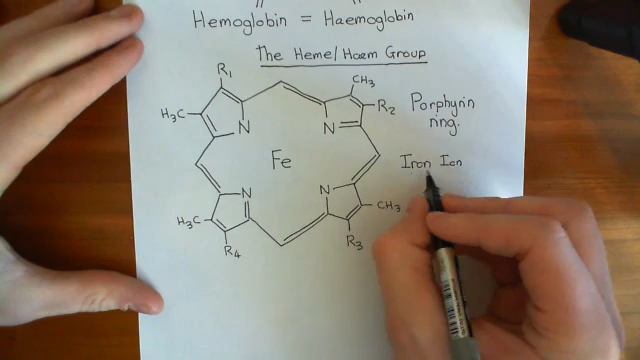 Hemoglobin = Haemoglobin
The Heme/Haem Group
R₁
CH₃
H₃C
R₂
Porphyrin
ring.
N
N
Fe
Iron Ion
N
N
CH₃
H₃C
R₄
R₃